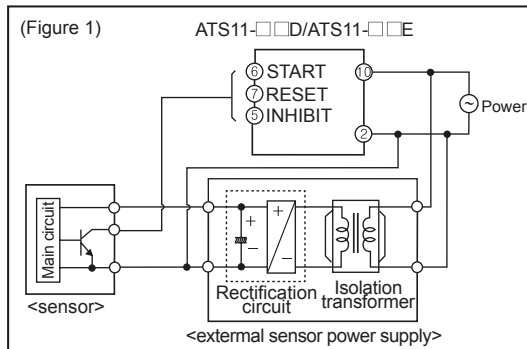 (Figure 1)
ATS11-□□D/ATS11-□□E
⑥ START
⑩
⑦ RESET
⑤ INHIBIT
②
~
Power
Main circuit
+
−
+
−
Rectification
circuit
Isolation
transformer
<sensor>
<external sensor power supply>